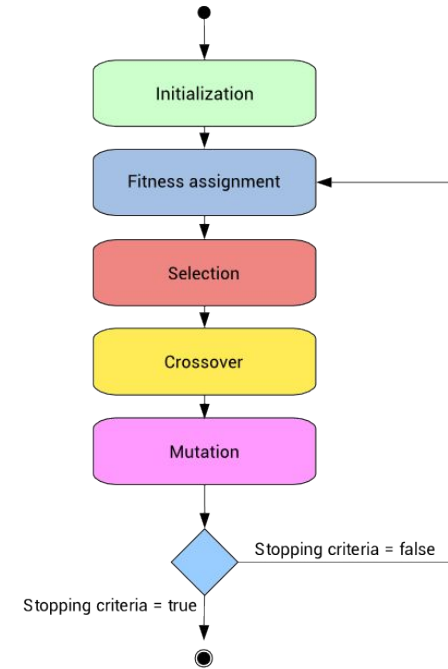 Initialization
Fitness assignment
Selection
Crossover
Mutation
Stopping criteria = false
Stopping criteria = true